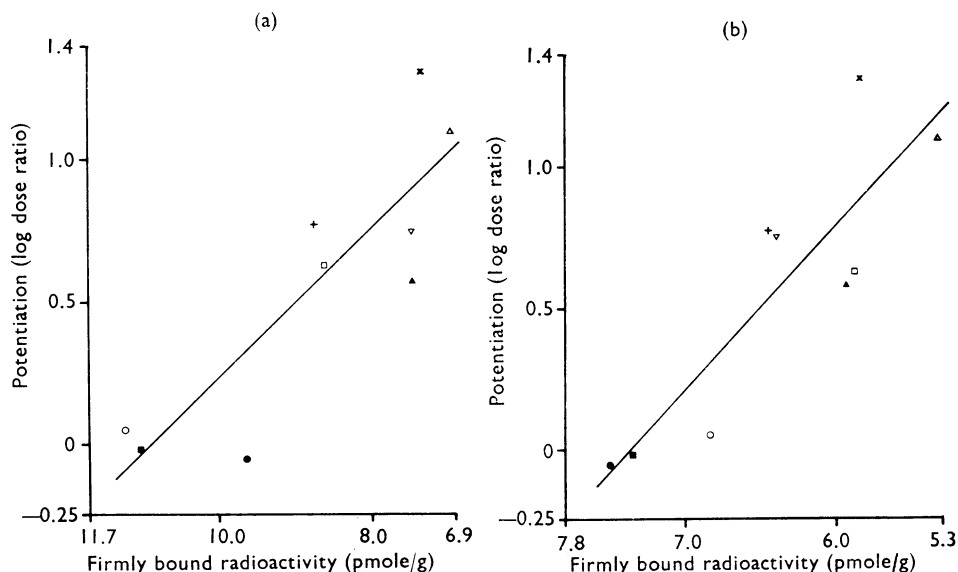 (a)
1.4
1.0
0.5
0
—0.25
Potentiation (log dose ratio)
11.7 10.0 8.0 6.9
Firmly bound radioactivity (pmole/g)
(b)
1.4
1.0
0.5
0
—0.25
Potentiation (log dose ratio)
7.8 7.0 6.0 5.3
Firmly bound radioactivity (pmole/g)